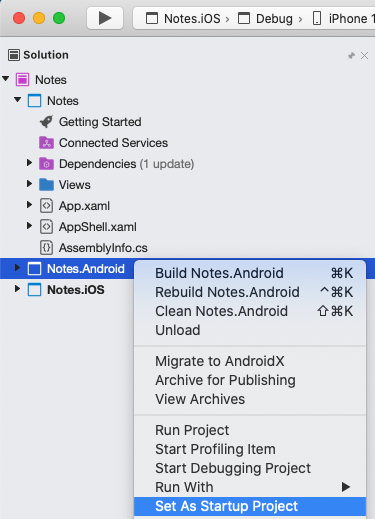 Notes.iOS > Debug > iPhone 1
Solution
Notes
Notes
Getting Started
Connected Services
Dependencies (1 update)
Views
App.xaml
AppShell.xaml
AssemblyInfo.cs
Notes.Android
Notes.iOS
Build Notes.Android ⌘K
Rebuild Notes.Android ^⌘K
Clean Notes.Android ⇧⌘K
Unload
Migrate to AndroidX
Archive for Publishing
View Archives
Run Project
Start Profiling Item
Start Debugging Project
Run With
Set As Startup Project